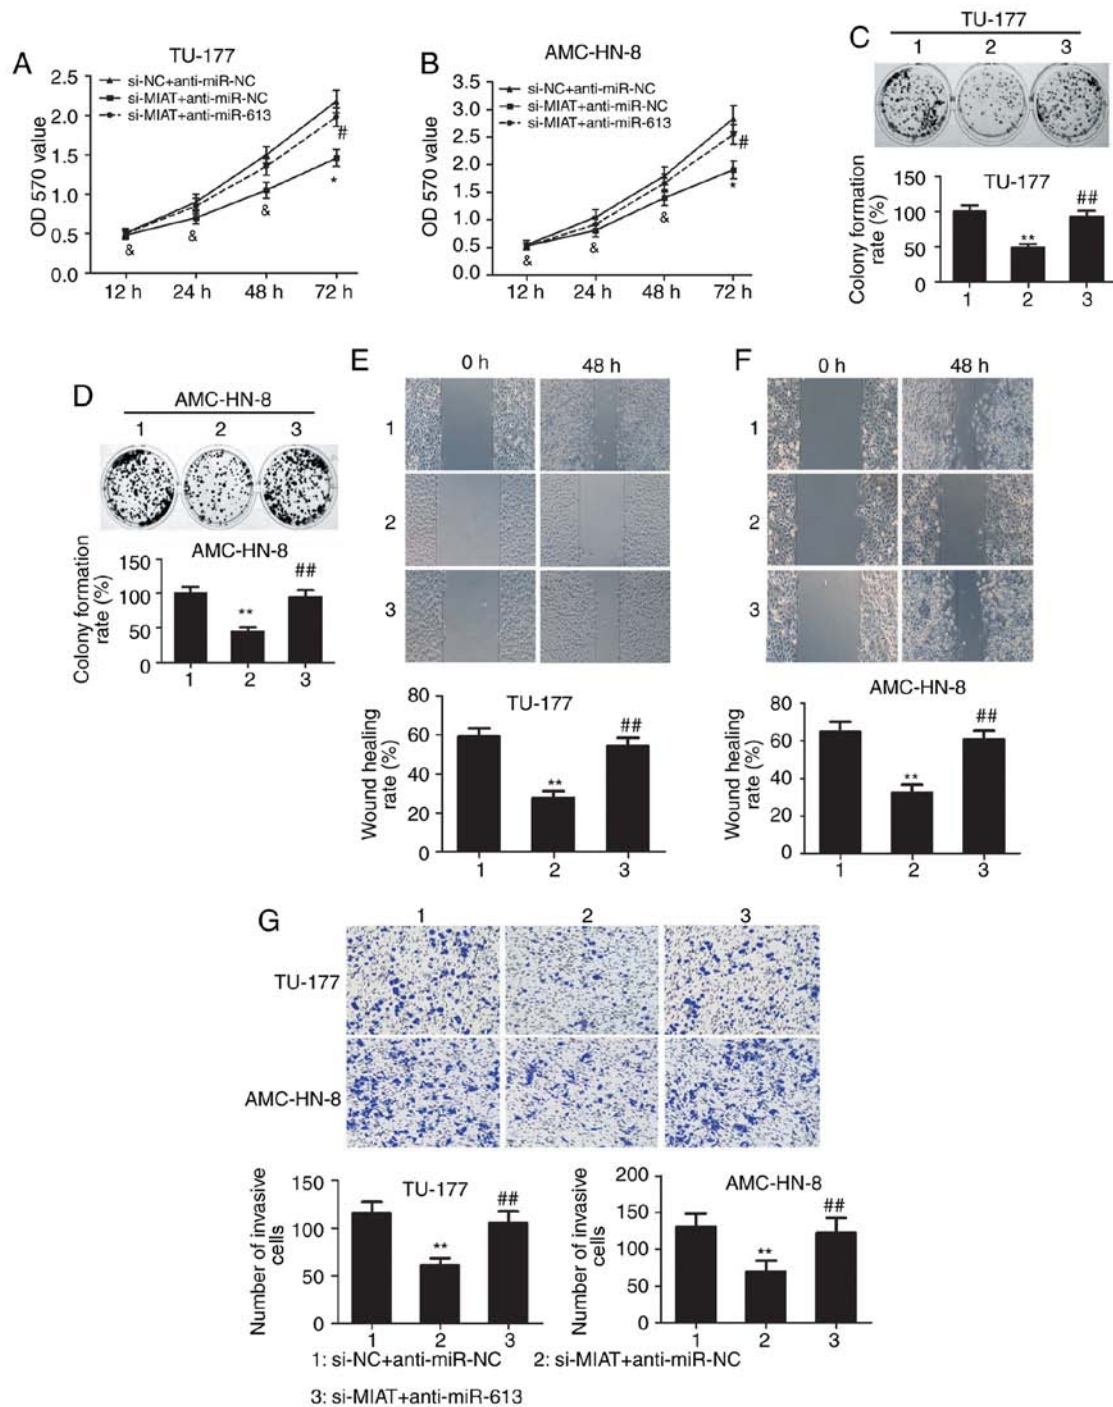 A
TU-177
si-NC+anti-miR-NC
si-MIAT+anti-miR-NC
si-MIAT+anti-miR-613
OD 570 value
2.5
2.0
1.5
1.0
0.5
0.0
#
*
&
&
&
12 h 24 h 48 h 72 h
B
AMC-HN-8
si-NC+anti-miR-NC
si-MIAT+anti-miR-NC
si-MIAT+anti-miR-613
OD 570 value
3.5
3.0
2.5
2.0
1.5
1.0
0.5
0.0
#
*
&
&
&
12 h 24 h 48 h 72 h
C
TU-177
1 2 3
TU-177
Colony formation
rate (%)
150
100
50
0
** ##
1 2 3
D
AMC-HN-8
1 2 3
AMC-HN-8
Colony formation
rate (%)
150
100
50
0
** ##
1 2 3
E
0 h 48 h
1
2
3
TU-177
Wound healing
rate (%)
80
60
40
20
0
** ##
1 2 3
F
0 h 48 h
1
2
3
AMC-HN-8
Wound healing
rate (%)
80
60
40
20
0
** ##
1 2 3
G
1 2 3
TU-177
AMC-HN-8
TU-177
Number of invasive
cells
150
100
50
0
** ##
1 2 3
AMC-HN-8
Number of invasive
cells
200
150
100
50
0
** ##
1 2 3
1: si-NC+anti-miR-NC 2: si-MIAT+anti-miR-NC
3: si-MIAT+anti-miR-613